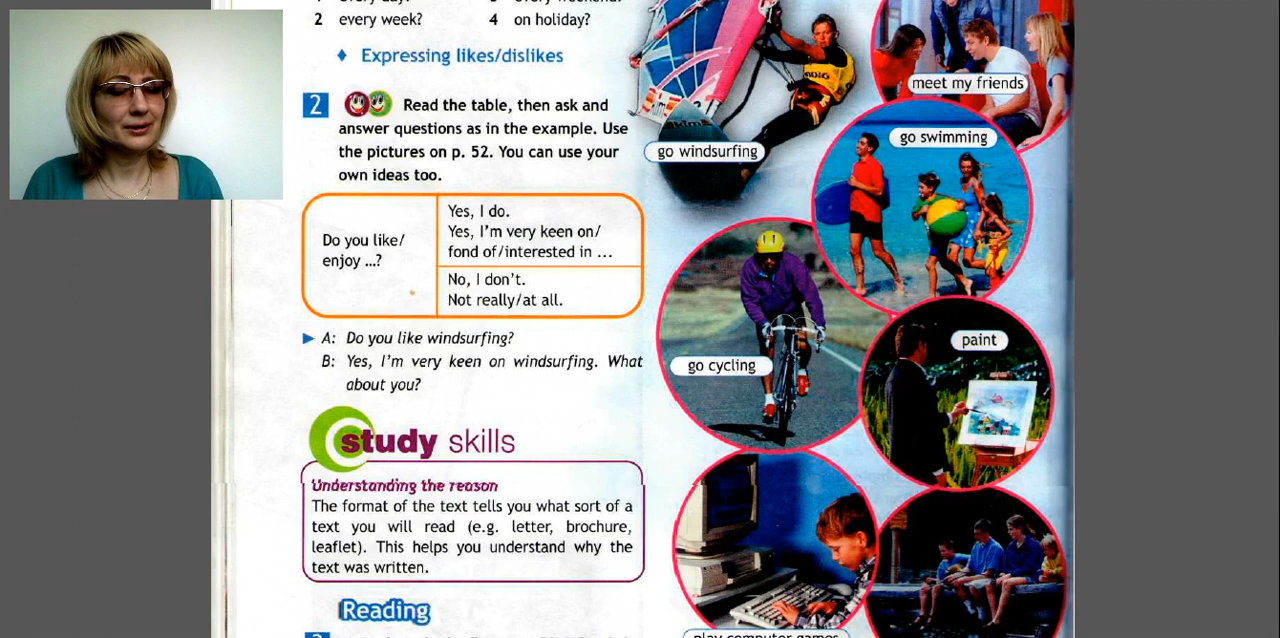 2 every week? 4 on holiday?
♦ Expressing likes/dislikes
2 Read the table, then ask and
answer questions as in the example. Use
the pictures on p. 52. You can use your
own ideas too.
Do you like/
enjoy ...?
Yes, I do.
Yes, I'm very keen on/
fond of/interested in ...
No, I don't.
Not really/at all.
A: Do you like windsurfing?
B: Yes, I'm very keen on windsurfing. What
about you?
study skills
Understanding the reason
The format of the text tells you what sort of a
text you will read (e.g. letter, brochure,
leaflet). This helps you understand why the
text was written.
Reading
meet my friends
go windsurfing
go swimming
go cycling
paint
play computer games